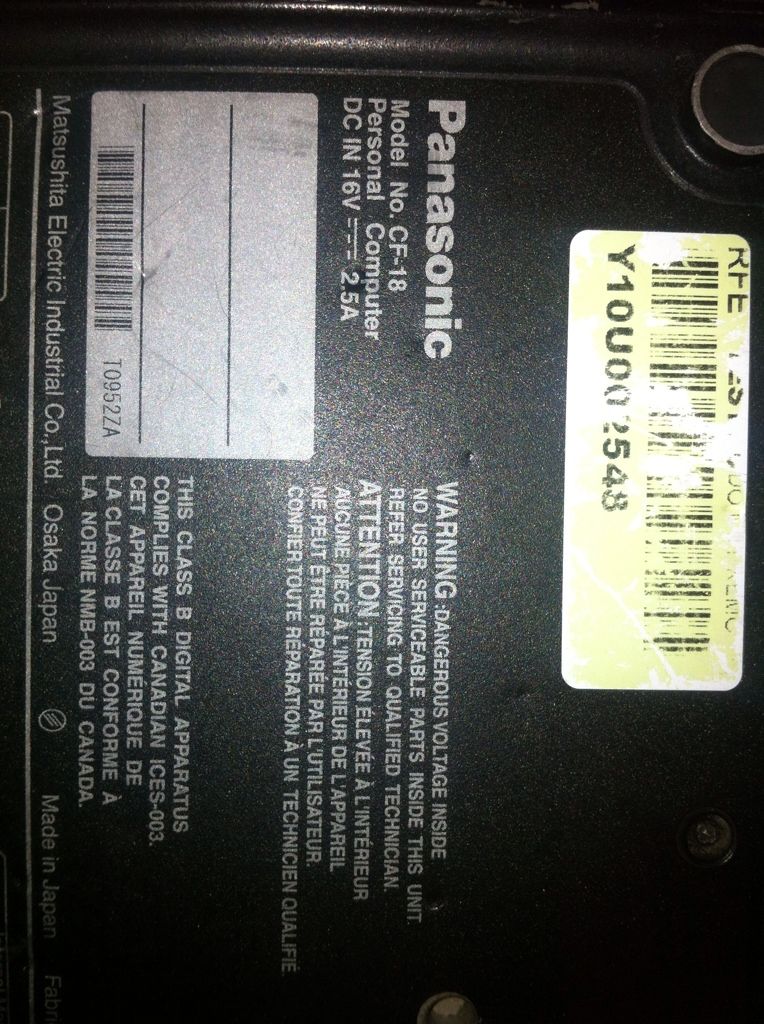 Y10U002548
Panasonic
Model No. CF-18
Personal Computer
DC IN 16V 2.5A
T09527A
WARNING :DANGEROUS VOLTAGE INSIDE
NO USER SERVICEABLE PARTS INSIDE THIS UNIT.
REFER SERVICING TO QUALIFIED TECHNICIAN.
ATTENTION :TENSION ÉLEVÉE À L'INTÉRIEUR
AUCUNE PIÈCE À L'INTÉRIEUR DE L'APPAREIL
NE PEUT ÊTRE RÉPARÉE PAR L'UTILISATEUR.
CONFIER TOUTE RÉPARATION À UN TECHNICIEN QUALIFIÉ.
THIS CLASS B DIGITAL APPARATUS
COMPLIES WITH CANADIAN ICES-003.
CET APPAREIL NUMÉRIQUE DE
LA CLASSE B EST CONFORME À
LA NORME NMB-003 DU CANADA.
Matsushita Electric Industrial Co., Ltd. Osaka Japan Made in Japan Fabri